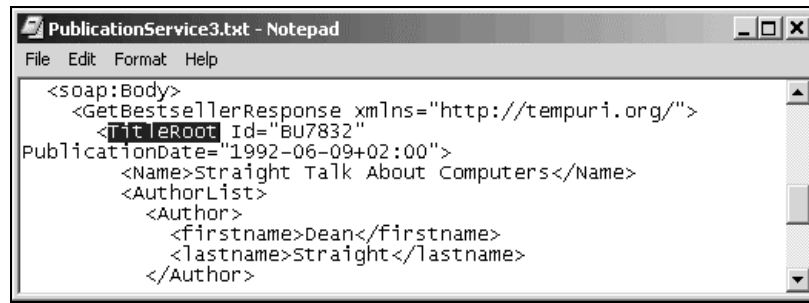 PublicationService3.txt - Notepad
File Edit Format Help
<soap:Body>
<GetBestsellerResponse xmlns="http://tempuri.org/">
<TitleRoot Id="BU7832"
PublicationDate="1992-06-09+02:00">
<Name>Straight Talk About Computers</Name>
<AuthorList>
<Author>
<firstname>Dean</firstname>
<lastname>Straight</lastname>
</Author>